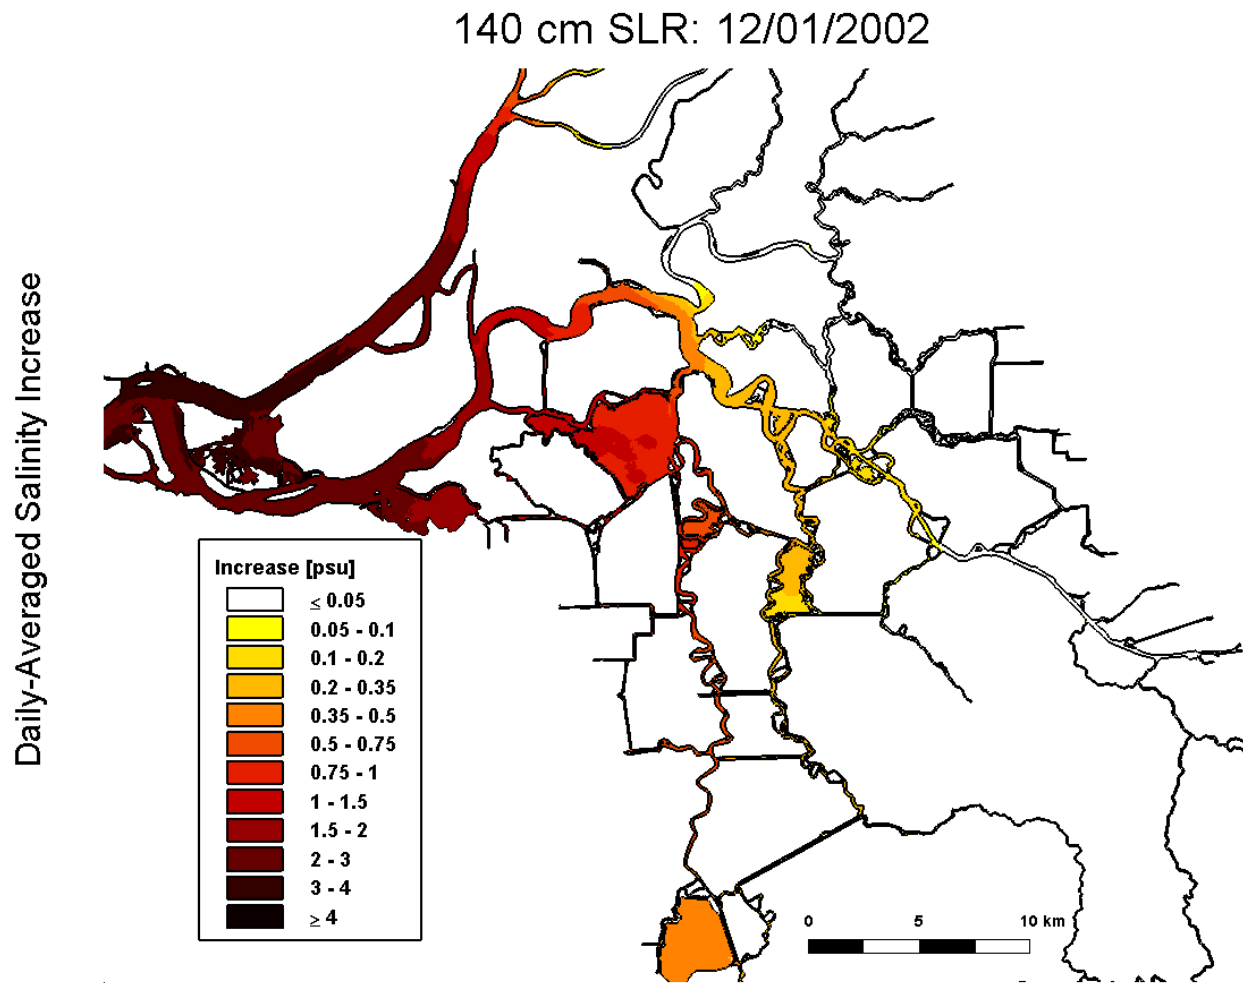 140 cm SLR: 12/01/2002
Daily-Averaged Salinity Increase
Increase [psu]
≤ 0.05
0.05 - 0.1
0.1 - 0.2
0.2 - 0.35
0.35 - 0.5
0.5 - 0.75
0.75 - 1
1 - 1.5
1.5 - 2
2 - 3
3 - 4
≥ 4
0 5 10 km